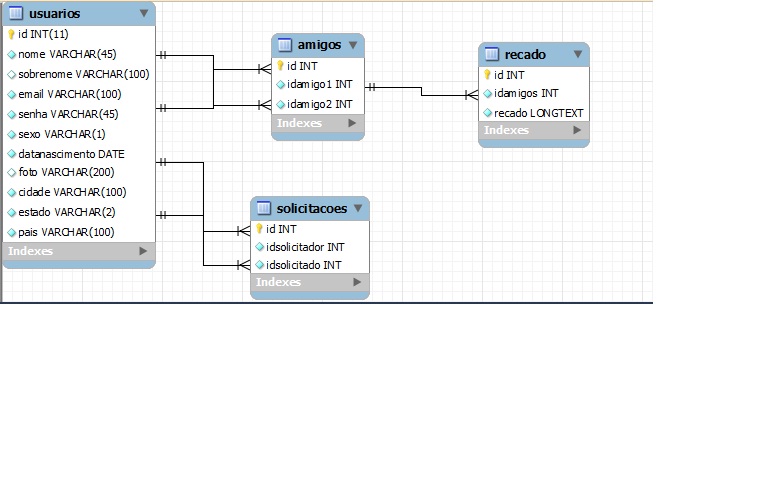 usuarios
id INT(11)
nome VARCHAR(45)
sobrenome VARCHAR(100)
email VARCHAR(100)
senha VARCHAR(45)
sexo VARCHAR(1)
datanascimento DATE
foto VARCHAR(200)
cidade VARCHAR(100)
estado VARCHAR(2)
pais VARCHAR(100)
Indexes
amigos
id INT
idamigo1 INT
idamigo2 INT
Indexes
recado
id INT
idamigos INT
recado LONGTEXT
Indexes
solicitacoes
id INT
idsolicitador INT
idsolicitado INT
Indexes